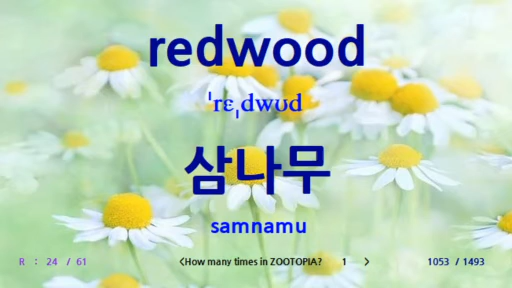 redwood
ˈrɛˌdwʊd
삼나무
samnamu
R : 24 / 61 <How many times in ZOOTOPIA? 1 > 1053 / 1493